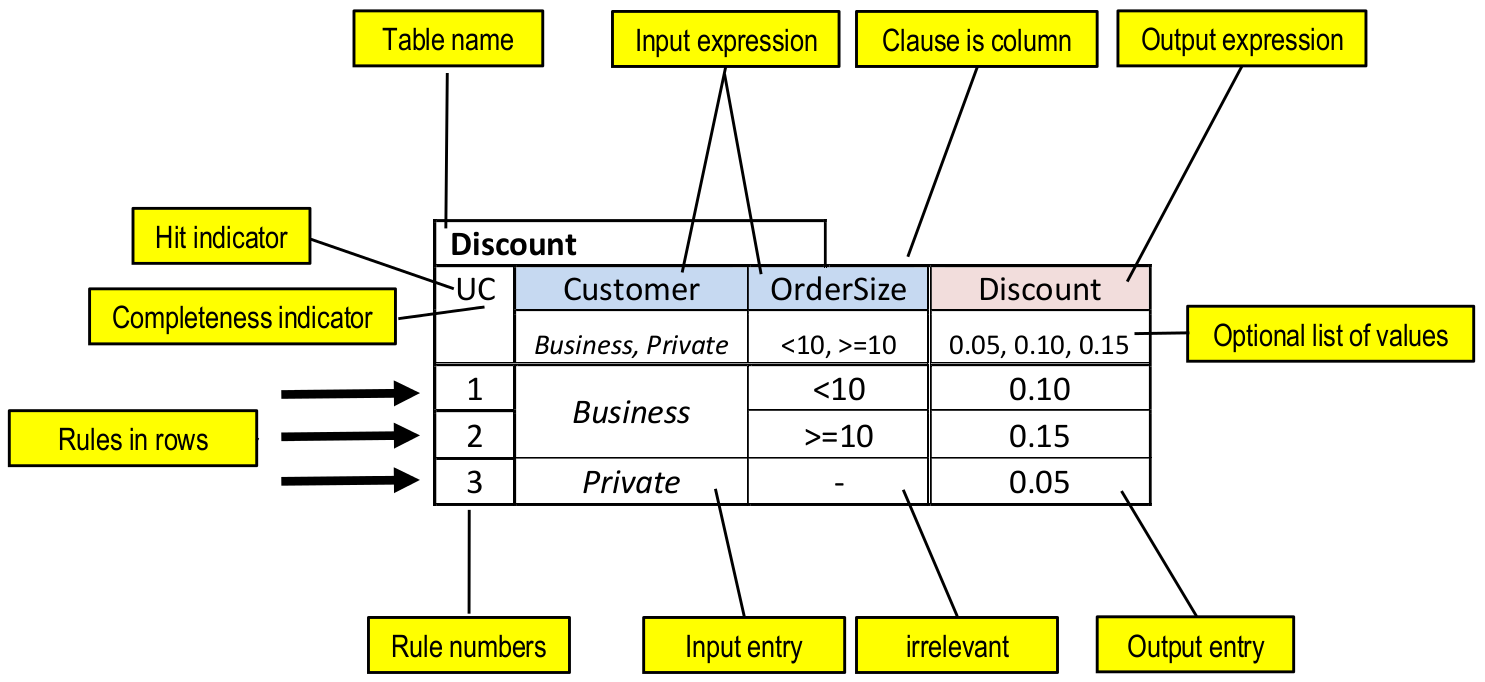 Table name
Input expression
Clause is column
Output expression
Hit indicator
Discount
Completeness indicator
UC
Customer
OrderSize
Discount
Business, Private
<10, >=10
0.05, 0.10, 0.15
Optional list of values
1
Business
<10
0.10
Rules in rows
2
>=10
0.15
3
Private
-
0.05
Rule numbers
Input entry
irrelevant
Output entry